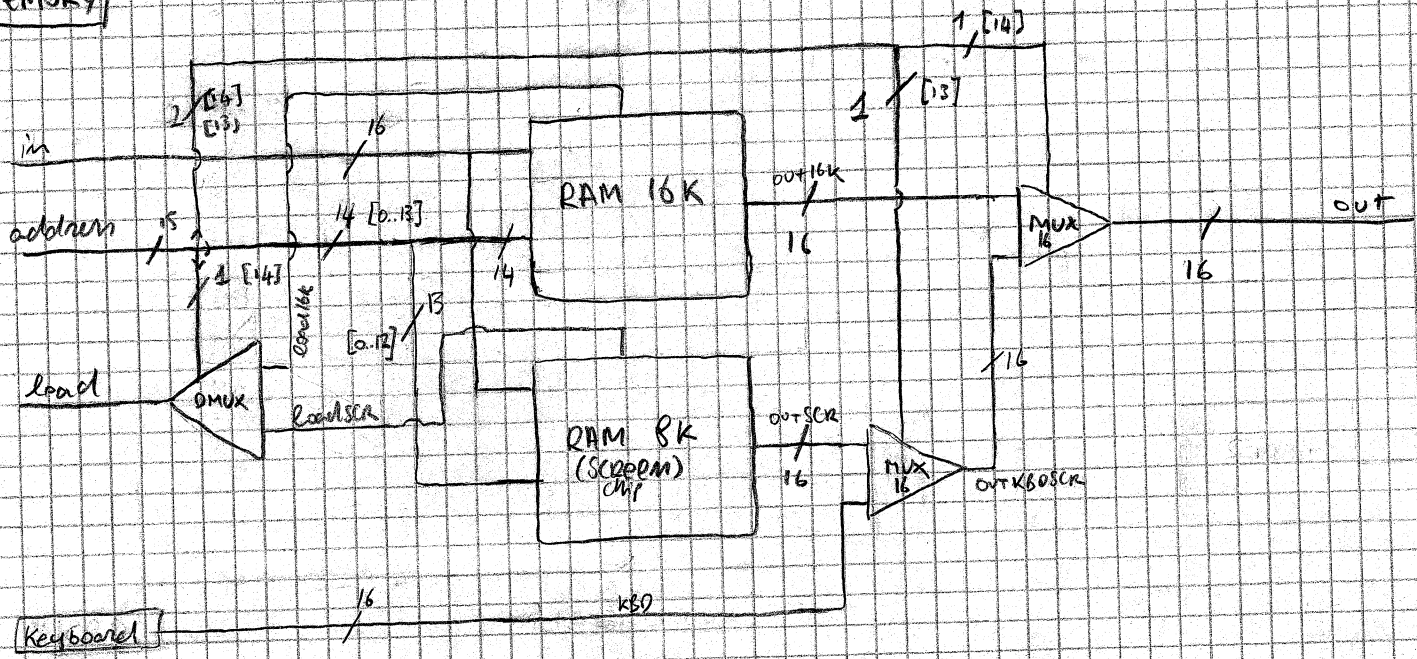 EMORY
1 [14]
2 [14]
[13]
1 [13]
in
16
RAM 16K
OUT16K
16
address
15
14 [0..13]
14
MUX
16
OUT
16
1 [14]
load16K
13
[0..12]
16
load
DMUX
loadSCR
RAM 8K
(SCREEN)
chip
OUTSCR
16
MUX
16
OUTKBDSCR
16
KBD
Keyboard